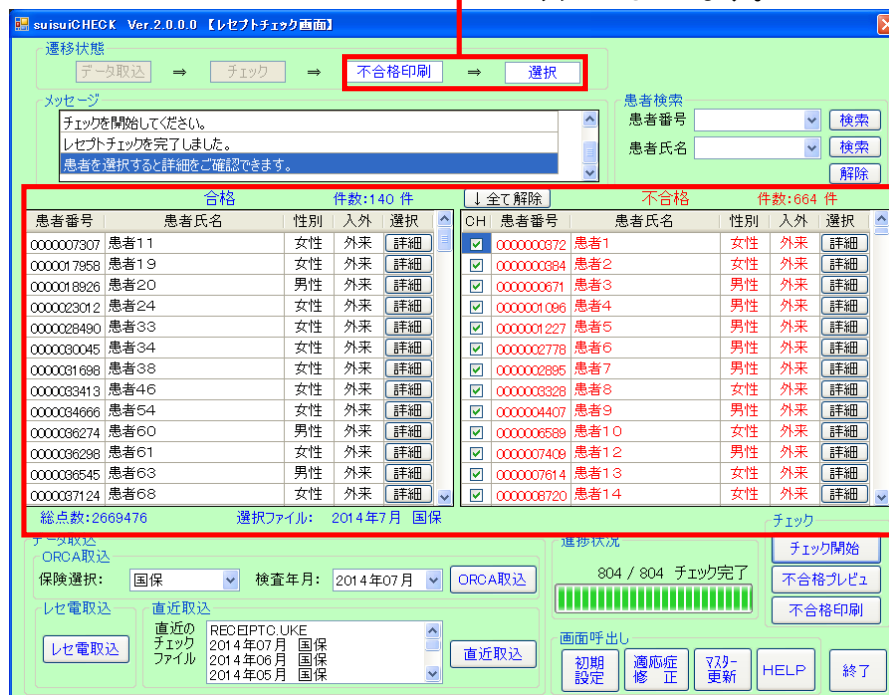 suisuiCHECK Ver.2.0.0.0 【レセプトチェック画面】
遷移状態
データ取込 ⇒ チェック ⇒ 不合格印刷 ⇒ 選択
メッセージ
チェックを開始してください。
レセプトチェックを完了しました。
患者を選択すると詳細をご確認できます。
患者検索
患者番号 検索
患者氏名 検索
解除
合格 件数:140 件
患者番号 患者氏名 性別 入外 選択
0000007307 患者11 女性 外来 詳細
0000017958 患者19 女性 外来 詳細
0000018926 患者20 男性 外来 詳細
0000023012 患者24 女性 外来 詳細
0000028490 患者33 女性 外来 詳細
0000030045 患者34 女性 外来 詳細
0000031698 患者38 女性 外来 詳細
0000033413 患者46 女性 外来 詳細
0000034666 患者54 女性 外来 詳細
0000036274 患者60 男性 外来 詳細
0000036298 患者61 女性 外来 詳細
0000036545 患者63 男性 外来 詳細
0000037124 患者68 女性 外来 詳細
↓全て解除 不合格 件数:664 件
CH 患者番号 患者氏名 性別 入外 選択
0000000372 患者1 女性 外来 詳細
0000000384 患者2 女性 外来 詳細
0000000671 患者3 男性 外来 詳細
0000001096 患者4 男性 外来 詳細
0000001227 患者5 男性 外来 詳細
0000002778 患者6 男性 外来 詳細
0000002895 患者7 男性 外来 詳細
0000003328 患者8 女性 外来 詳細
0000004407 患者9 男性 外来 詳細
0000006589 患者10 女性 外来 詳細
0000007409 患者12 男性 外来 詳細
0000007614 患者13 女性 外来 詳細
0000008720 患者14 女性 外来 詳細
総点数:2669476 選択ファイル: 2014年7月 国保
データ取込
ORCA取込
保険選択: 国保 検査年月: 2014年07月 ORCA取込
レセ電取込
レセ電取込
直近取込
直近の
チェック
ファイル
RECEIPTC.UKE
2014年07月 国保
2014年06月 国保
2014年05月 国保
直近取込
進捗状況
804 / 804 チェック完了
チェック
チェック開始
不合格プレビュ
不合格印刷
画面呼出し
初期
設定
適応症
修 正
マスター
更新
HELP
終了